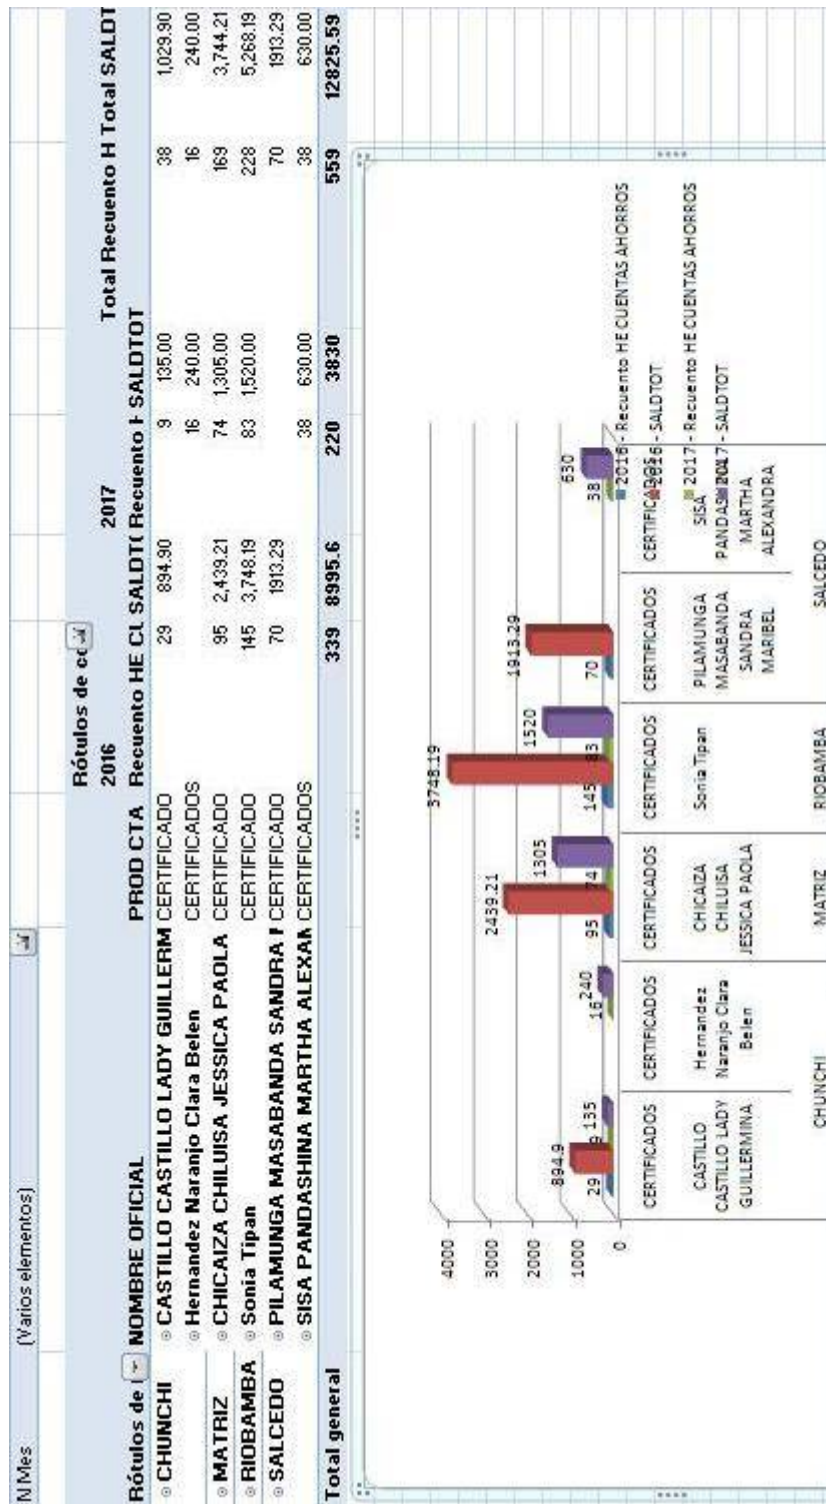 N Mes (Varios elementos)
Rótulos de co
2016 2017 Total Recuento H Total SALDT
Rótulos de NOMBRE OFICIAL PROD CTA Recuento HE CU SALDT( Recuento H SALDTOT
CHUNCHI CASTILLO CASTILLO LADY GUILLERM CERTIFICADO 29 894.90 9 135.00 38 1,029.90
Hernandez Naranjo Clara Belen CERTIFICADOS 16 240.00 16 240.00
MATRIZ CHICAIZA CHILUISA JESSICA PAOLA CERTIFICADO 95 2,439.21 74 1,305.00 169 3,744.21
RIOBAMBA Sonia Tipan CERTIFICADO 145 3,748.19 83 1,520.00 228 5,268.19
SALCEDO PILAMUNGA MASABANDA SANDRA M CERTIFICADO 70 1913.29 70 1913.29
SISA PANDASHINA MARTHA ALEXAN CERTIFICADOS 38 630.00 38 630.00
Total general 339 8995.6 220 3830 559 12825.59
4000
3000
2000
1000
0
29 894.9 9 135
16 240
95 2439.21 74 1305
145 3748.19 83 1520
70 1913.29
38 630
2016 - Recuento HE CUENTAS AHORROS
2016 - SALDTOT
2017 - Recuento HE CUENTAS AHORROS
2017 - SALDTOT
CERTIFICADOS CERTIFICADOS CERTIFICADOS CERTIFICADOS CERTIFICADOS CERTIFICADOS
CASTILLO Hernandez CHICAIZA Sonia Tipan PILAMUNGA SISA
CASTILLO LADY Naranjo Clara CHILUISA MASABANDA
GUILLERMINA Belen JESSICA PAOLA SANDRA MARTHA
MARIBEL ALEXANDRA
CHUNCHI MATRIZ RIOBAMBA SALCEDO